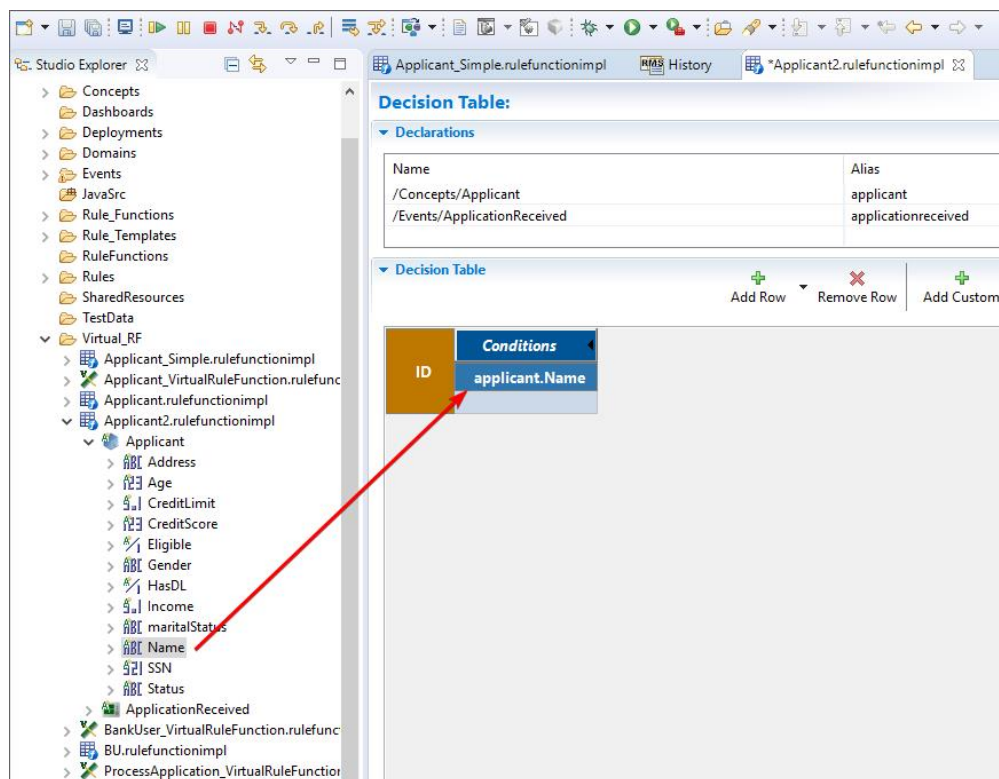 Studio Explorer
Applicant_Simple.rulefunctionimpl
RMS History
*Applicant2.rulefunctionimpl
Concepts
Dashboards
Deployments
Domains
Events
JavaSrc
Rule_Functions
Rule_Templates
RuleFunctions
Rules
SharedResources
TestData
Virtual_RF
Applicant_Simple.rulefunctionimpl
Applicant_VirtualRuleFunction.rulefunc
Applicant.rulefunctionimpl
Applicant2.rulefunctionimpl
Applicant
Address
Age
CreditLimit
CreditScore
Eligible
Gender
HasDL
Income
maritalStatus
Name
SSN
Status
ApplicationReceived
BankUser_VirtualRuleFunction.rulefunc
BU.rulefunctionimpl
ProcessApplication_VirtualRuleFunction
Decision Table:
Declarations
Name Alias
/Concepts/Applicant applicant
/Events/ApplicationReceived applicationreceived
Decision Table
Add Row Remove Row Add Custom
ID
Conditions
applicant.Name